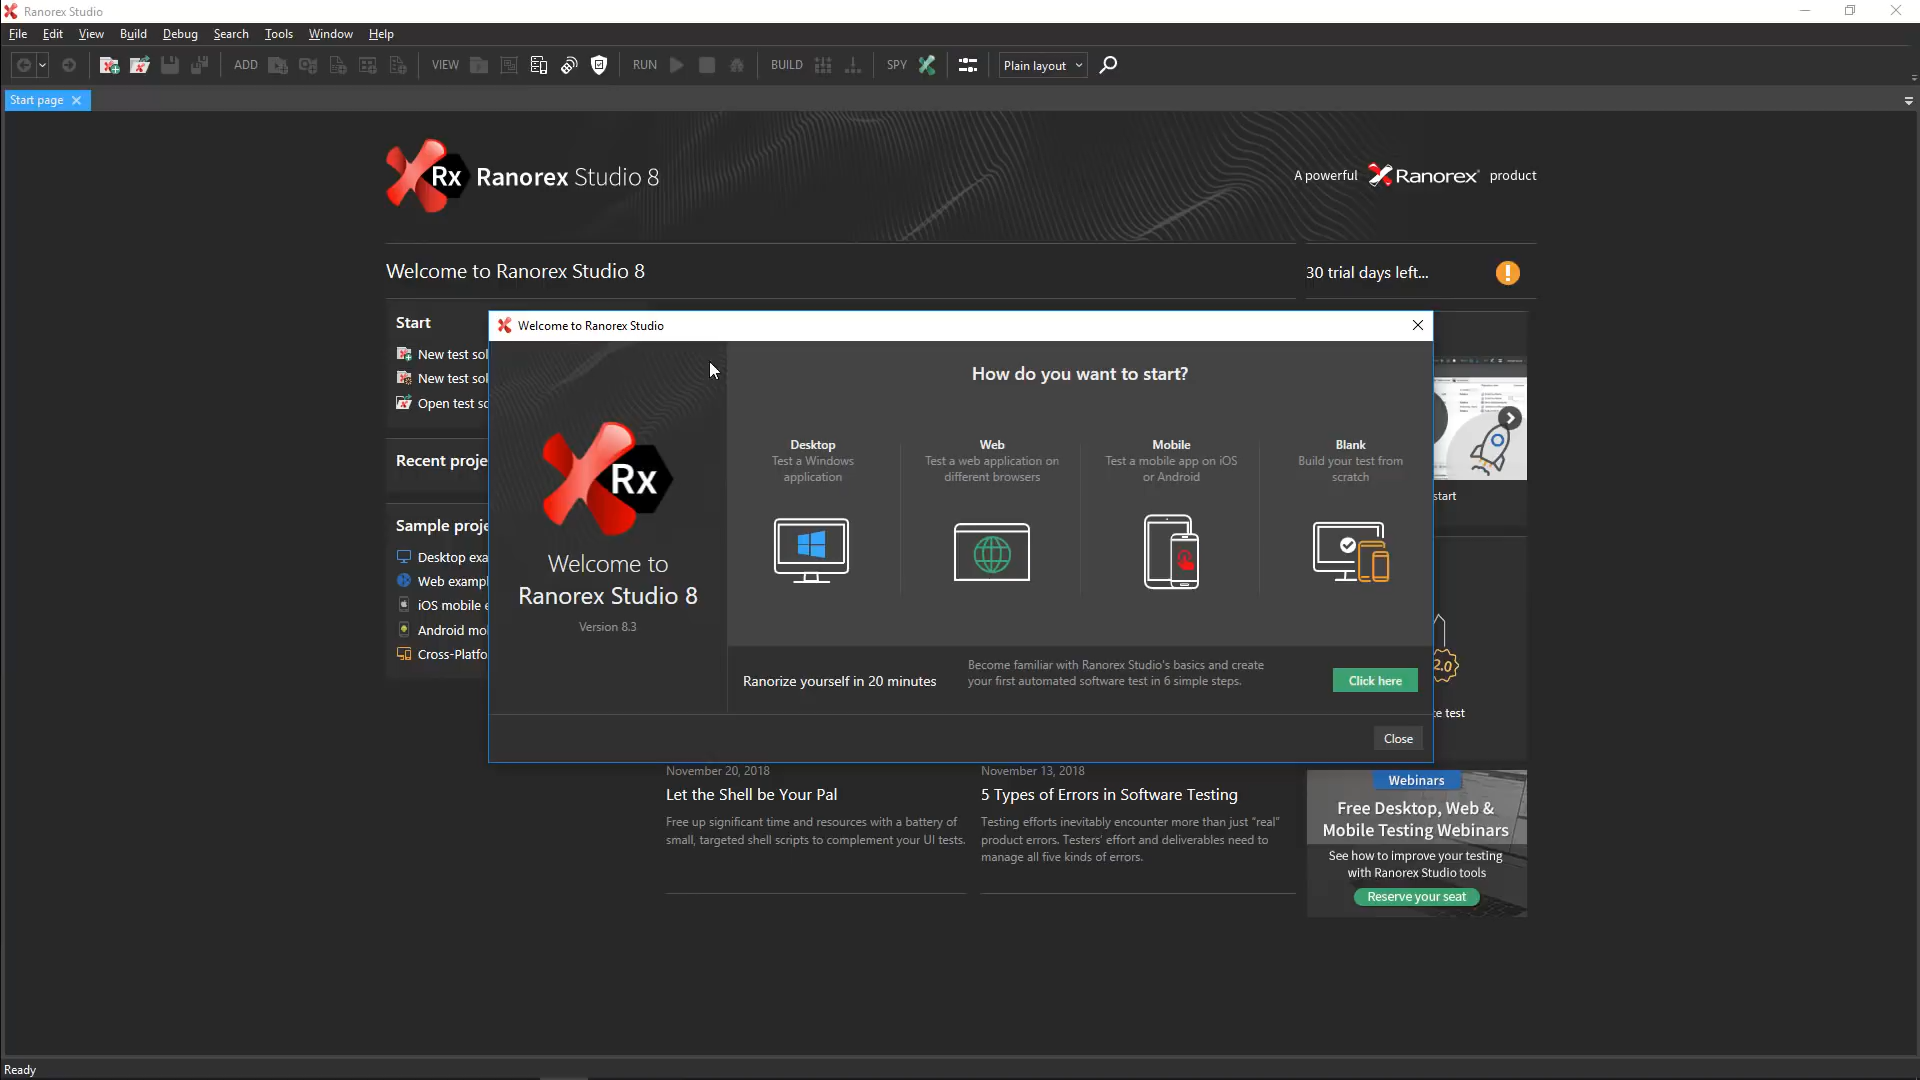 Ranorex Studio
File Edit View Build Debug Search Tools Window Help
ADD VIEW RUN BUILD SPY Plain layout
Start page
Rx Ranorex Studio 8
A powerful Ranorex product
Welcome to Ranorex Studio 8
30 trial days left...
Start
New test sol
New test sol
Open test so
Recent proje
Sample proje
Desktop exa
Web exampl
iOS mobile e
Android mo
Cross-Platfo
Welcome to Ranorex Studio
Rx
Welcome to
Ranorex Studio 8
Version 8.3
How do you want to start?
Desktop
Test a Windows
application
Web
Test a web application on
different browsers
Mobile
Test a mobile app on iOS
or Android
Blank
Build your test from
scratch
Ranorize yourself in 20 minutes
Become familiar with Ranorex Studio's basics and create
your first automated software test in 6 simple steps.
Click here
Close
start
2.0
te test
November 20, 2018
Let the Shell be Your Pal
Free up significant time and resources with a battery of
small, targeted shell scripts to complement your UI tests.
November 13, 2018
5 Types of Errors in Software Testing
Testing efforts inevitably encounter more than just "real"
product errors. Testers' effort and deliverables need to
manage all five kinds of errors.
Webinars
Free Desktop, Web &
Mobile Testing Webinars
See how to improve your testing
with Ranorex Studio tools
Reserve your seat
Ready